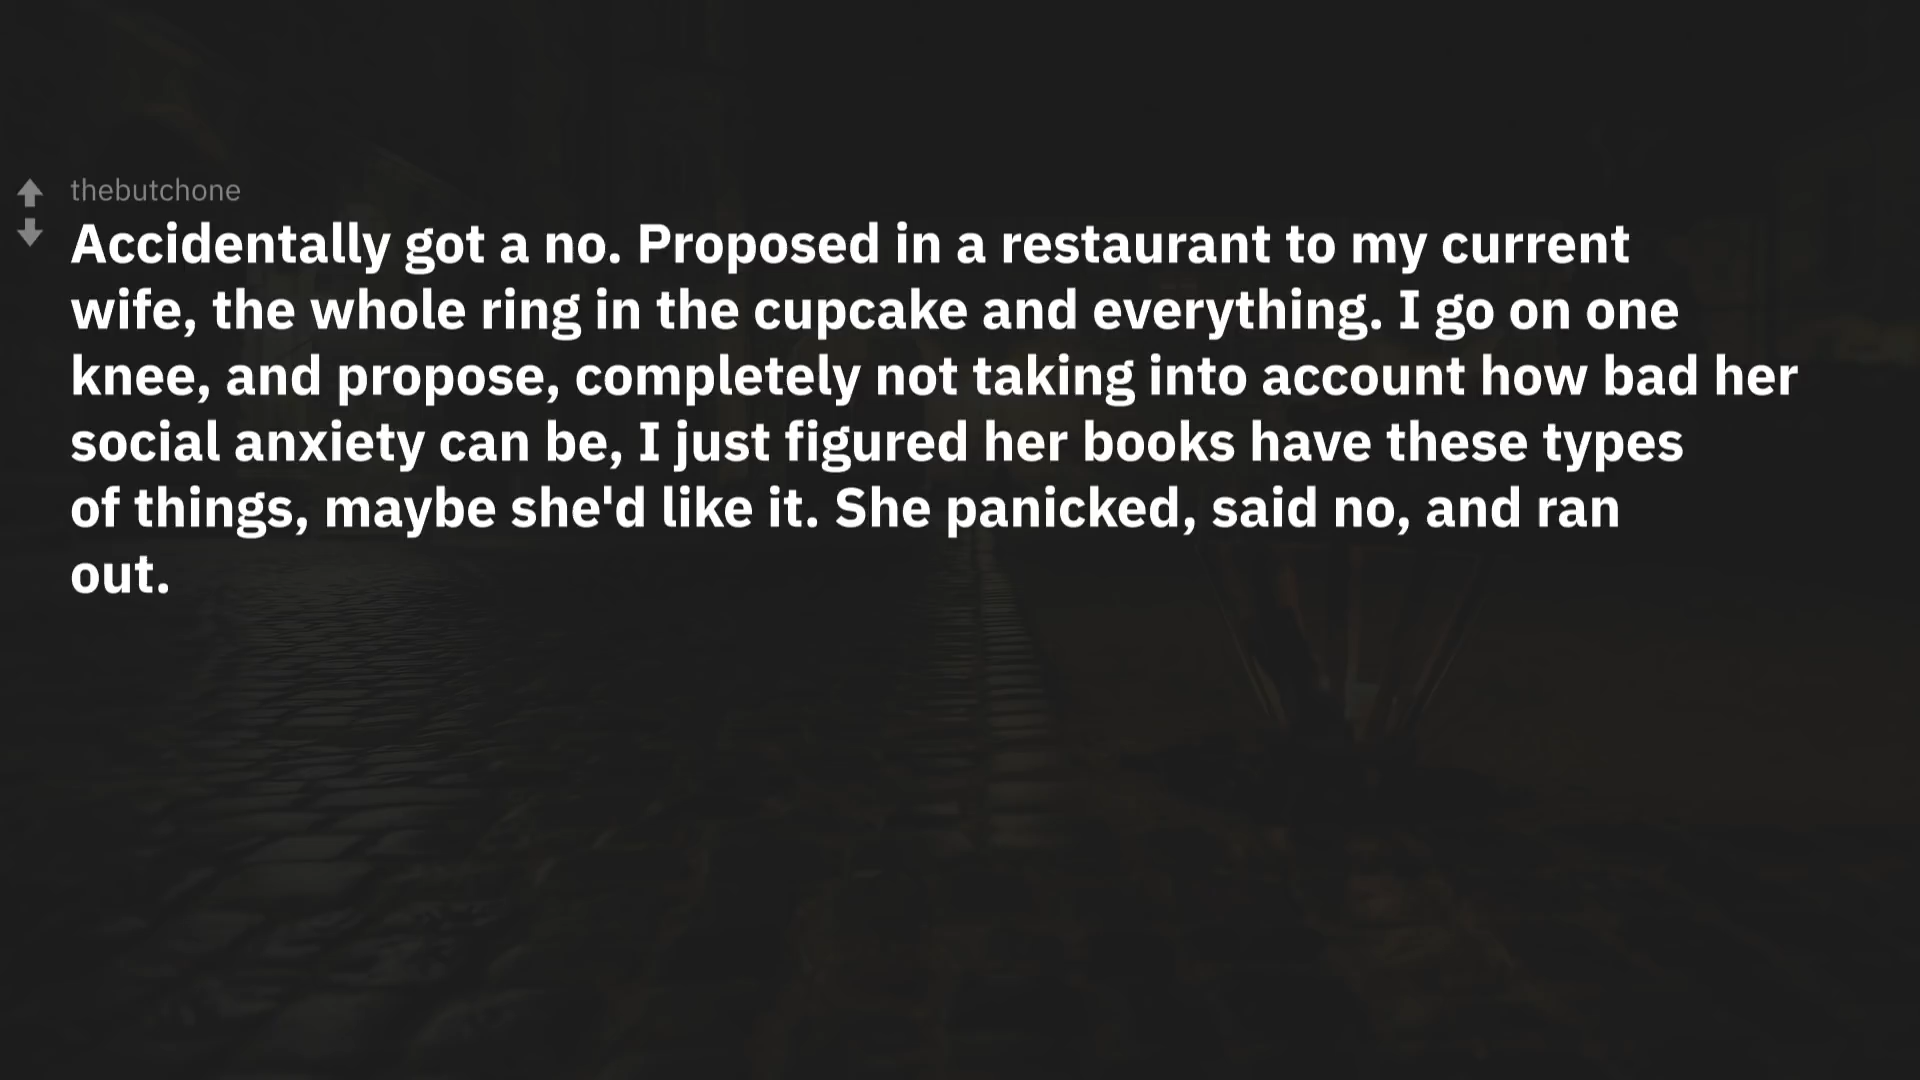 thebutchone
Accidentally got a no. Proposed in a restaurant to my current
wife, the whole ring in the cupcake and everything. I go on one
knee, and propose, completely not taking into account how bad her
social anxiety can be, I just figured her books have these types
of things, maybe she'd like it. She panicked, said no, and ran
out.